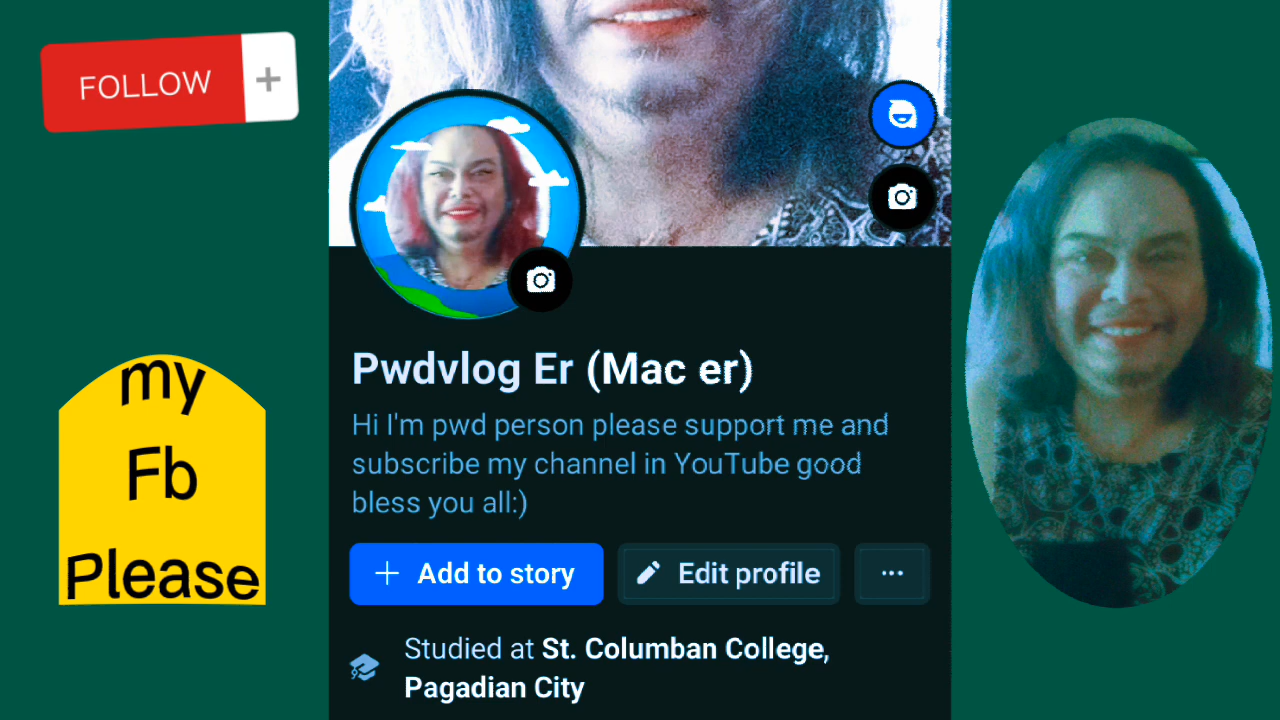 FOLLOW +
my
Fb
Please
Pwdvlog Er (Mac er)
Hi I'm pwd person please support me and
subscribe my channel in YouTube good
bless you all:)
+ Add to story
Edit profile
...
Studied at St. Columban College,
Pagadian City